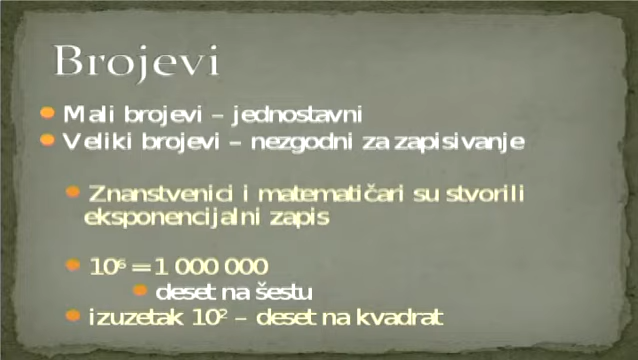 Brojevi
Mali brojevi – jednostavni
Veliki brojevi – nezgodni za zapisivanje
Znanstvenici i matematičari su stvorili
eksponencijalni zapis
10⁶ = 1 000 000
deset na šestu
izuzetak 10² – deset na kvadrat